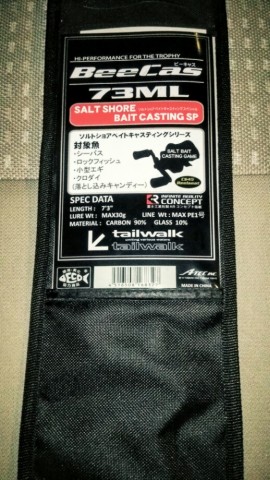 HI-PERFORMANCE FOR THE TROPHY
BeeCas
ビーキャス
73ML
SALT SHORE
BAIT CASTING SP
ソルトショアベイトキャスティングシリーズ
対象魚
・シーバス
・ロックフィッシュ
・小型エギ
・クロダイ
(落とし込みキャンディー)
SALT BAIT
CASTING GAME
SPEC DATA
INFINITE REALITY
CONCEPT
LENGTH : 7'3"
LURE Wt : MAX30g
LINE Wt : MAX PE1号
MATERIAL : CARBON 90% GLASS 10%
tailwalk
tailwalk
MADE IN CHINA